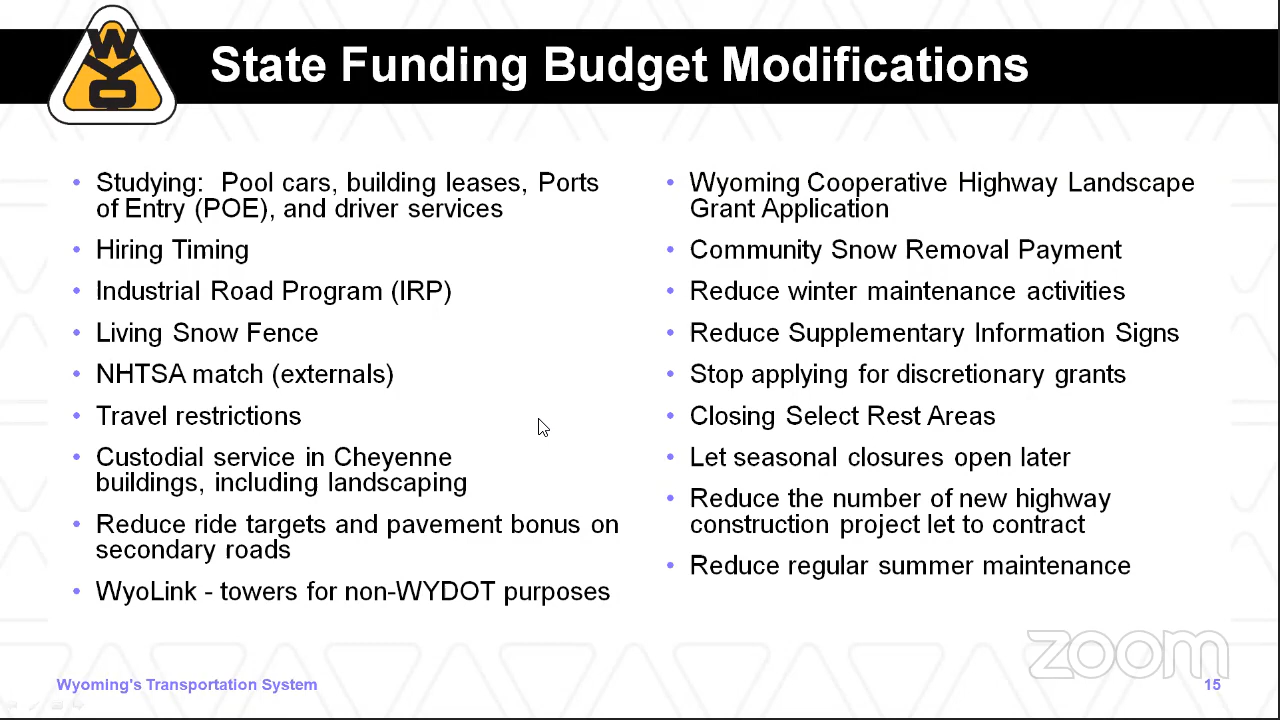 WYO
State Funding Budget Modifications
• Studying: Pool cars, building leases, Ports
of Entry (POE), and driver services
• Hiring Timing
• Industrial Road Program (IRP)
• Living Snow Fence
• NHTSA match (externals)
• Travel restrictions
• Custodial service in Cheyenne
buildings, including landscaping
• Reduce ride targets and pavement bonus on
secondary roads
• WyoLink - towers for non-WYDOT purposes
• Wyoming Cooperative Highway Landscape
Grant Application
• Community Snow Removal Payment
• Reduce winter maintenance activities
• Reduce Supplementary Information Signs
• Stop applying for discretionary grants
• Closing Select Rest Areas
• Let seasonal closures open later
• Reduce the number of new highway
construction project let to contract
• Reduce regular summer maintenance
zoom
Wyoming's Transportation System
15